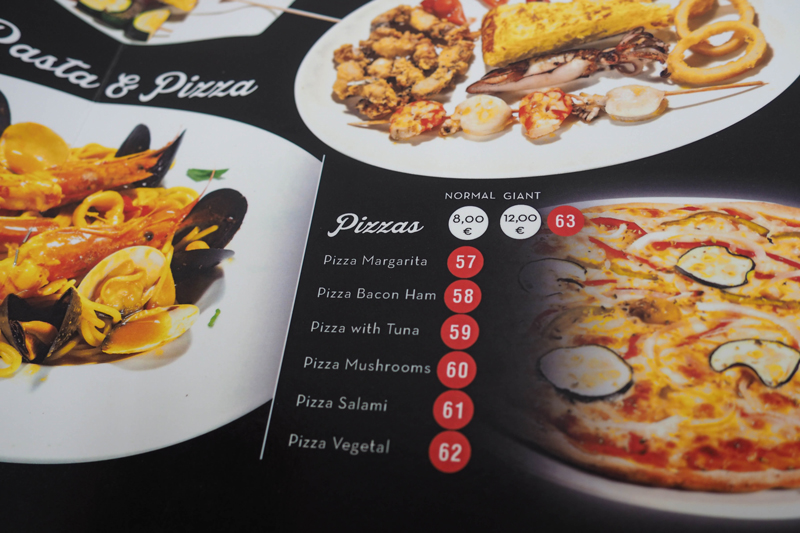 Pasta & Pizza
NORMAL GIANT
Pizzas 8,00 € 12,00 € 63
Pizza Margarita 57
Pizza Bacon Ham 58
Pizza with Tuna 59
Pizza Mushrooms 60
Pizza Salami 61
Pizza Vegetal 62